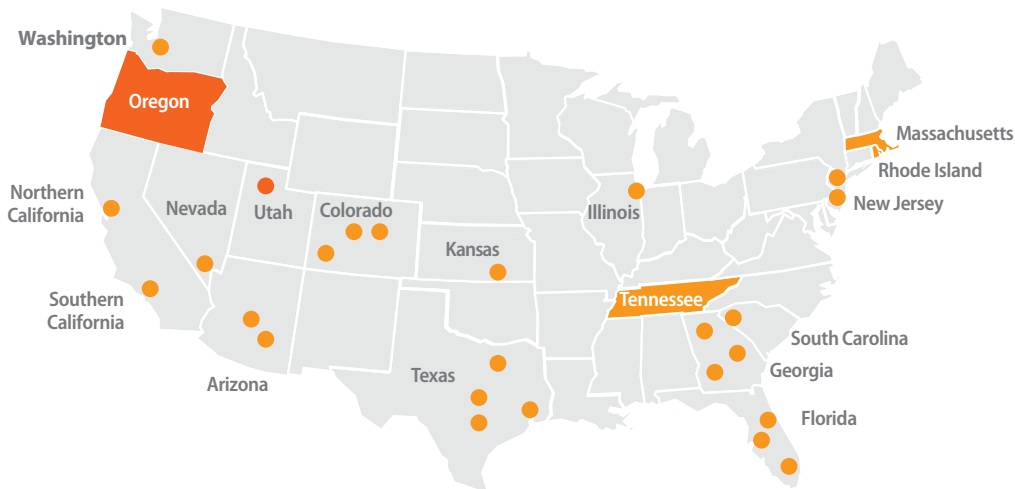 Washington
Oregon
Massachusetts
Rhode Island
Northern
California
Nevada
Utah
Colorado
Illinois
New Jersey
Kansas
Southern
California
Tennessee
South Carolina
Arizona
Texas
Georgia
Florida